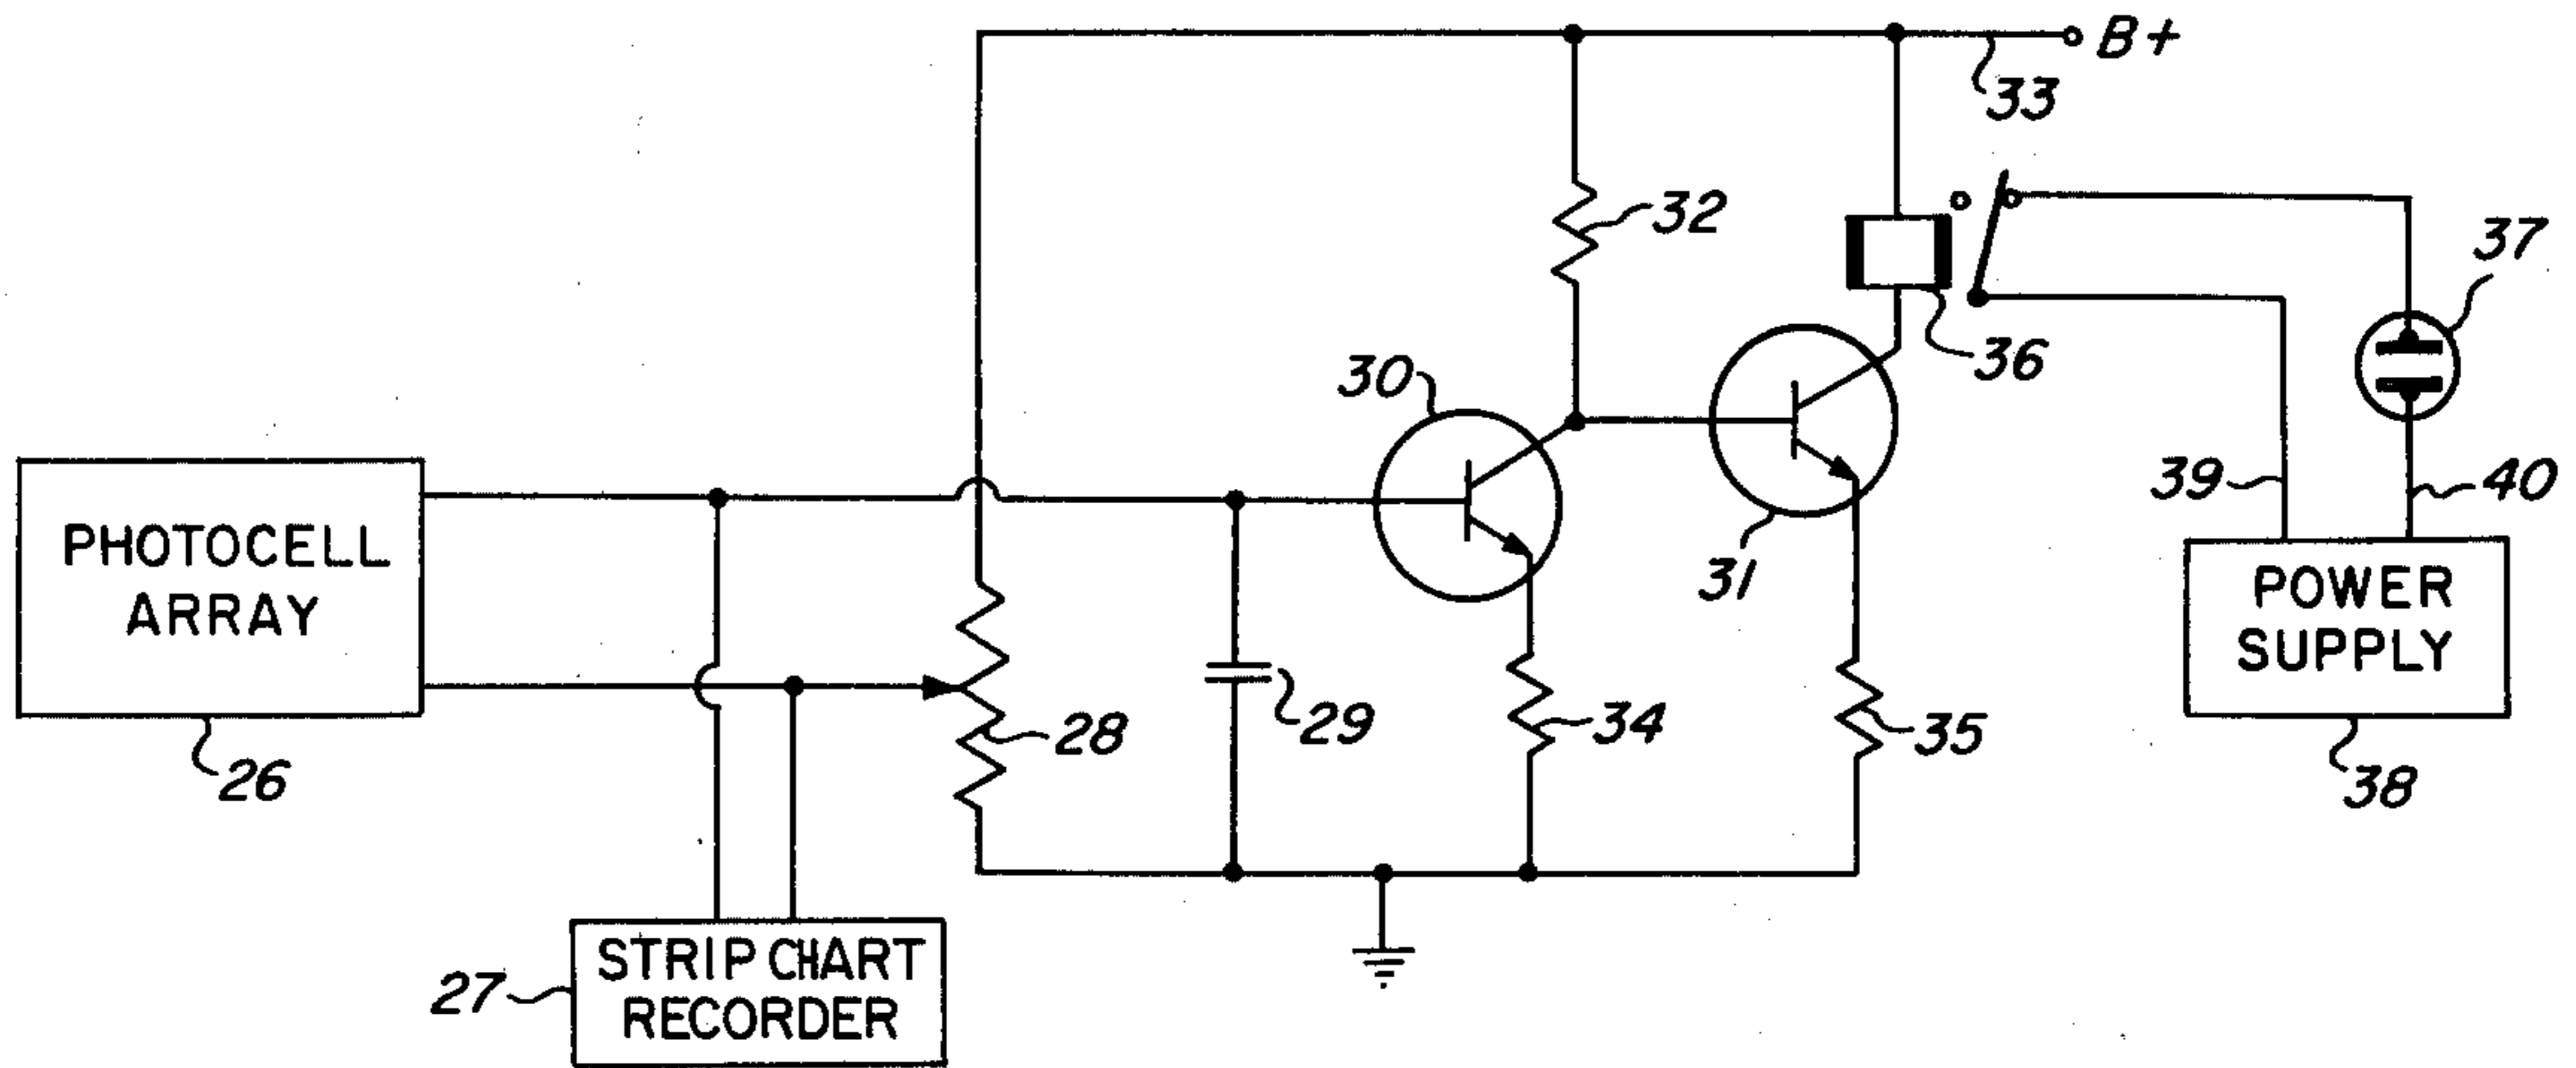 B+
33
32
37
36
30
39
40
PHOTOCELL
ARRAY
31
POWER
SUPPLY
28
29
34
35
26
38
STRIP CHART
RECORDER
27